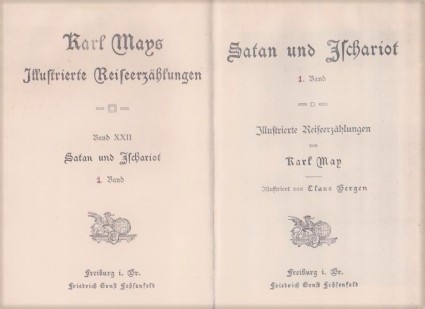 Karl Mays
Illustrierte Reiseerzählungen
Band XXII
Satan und Ischariot
1. Band
Freiburg i. Br.
Friedrich Ernst Fehsenfeld
Satan und Ischariot
1. Band
Illustrierte Reiseerzählungen
von
Karl May
Illustriert von Claus Bergen
Freiburg i. Br.
Friedrich Ernst Fehsenfeld